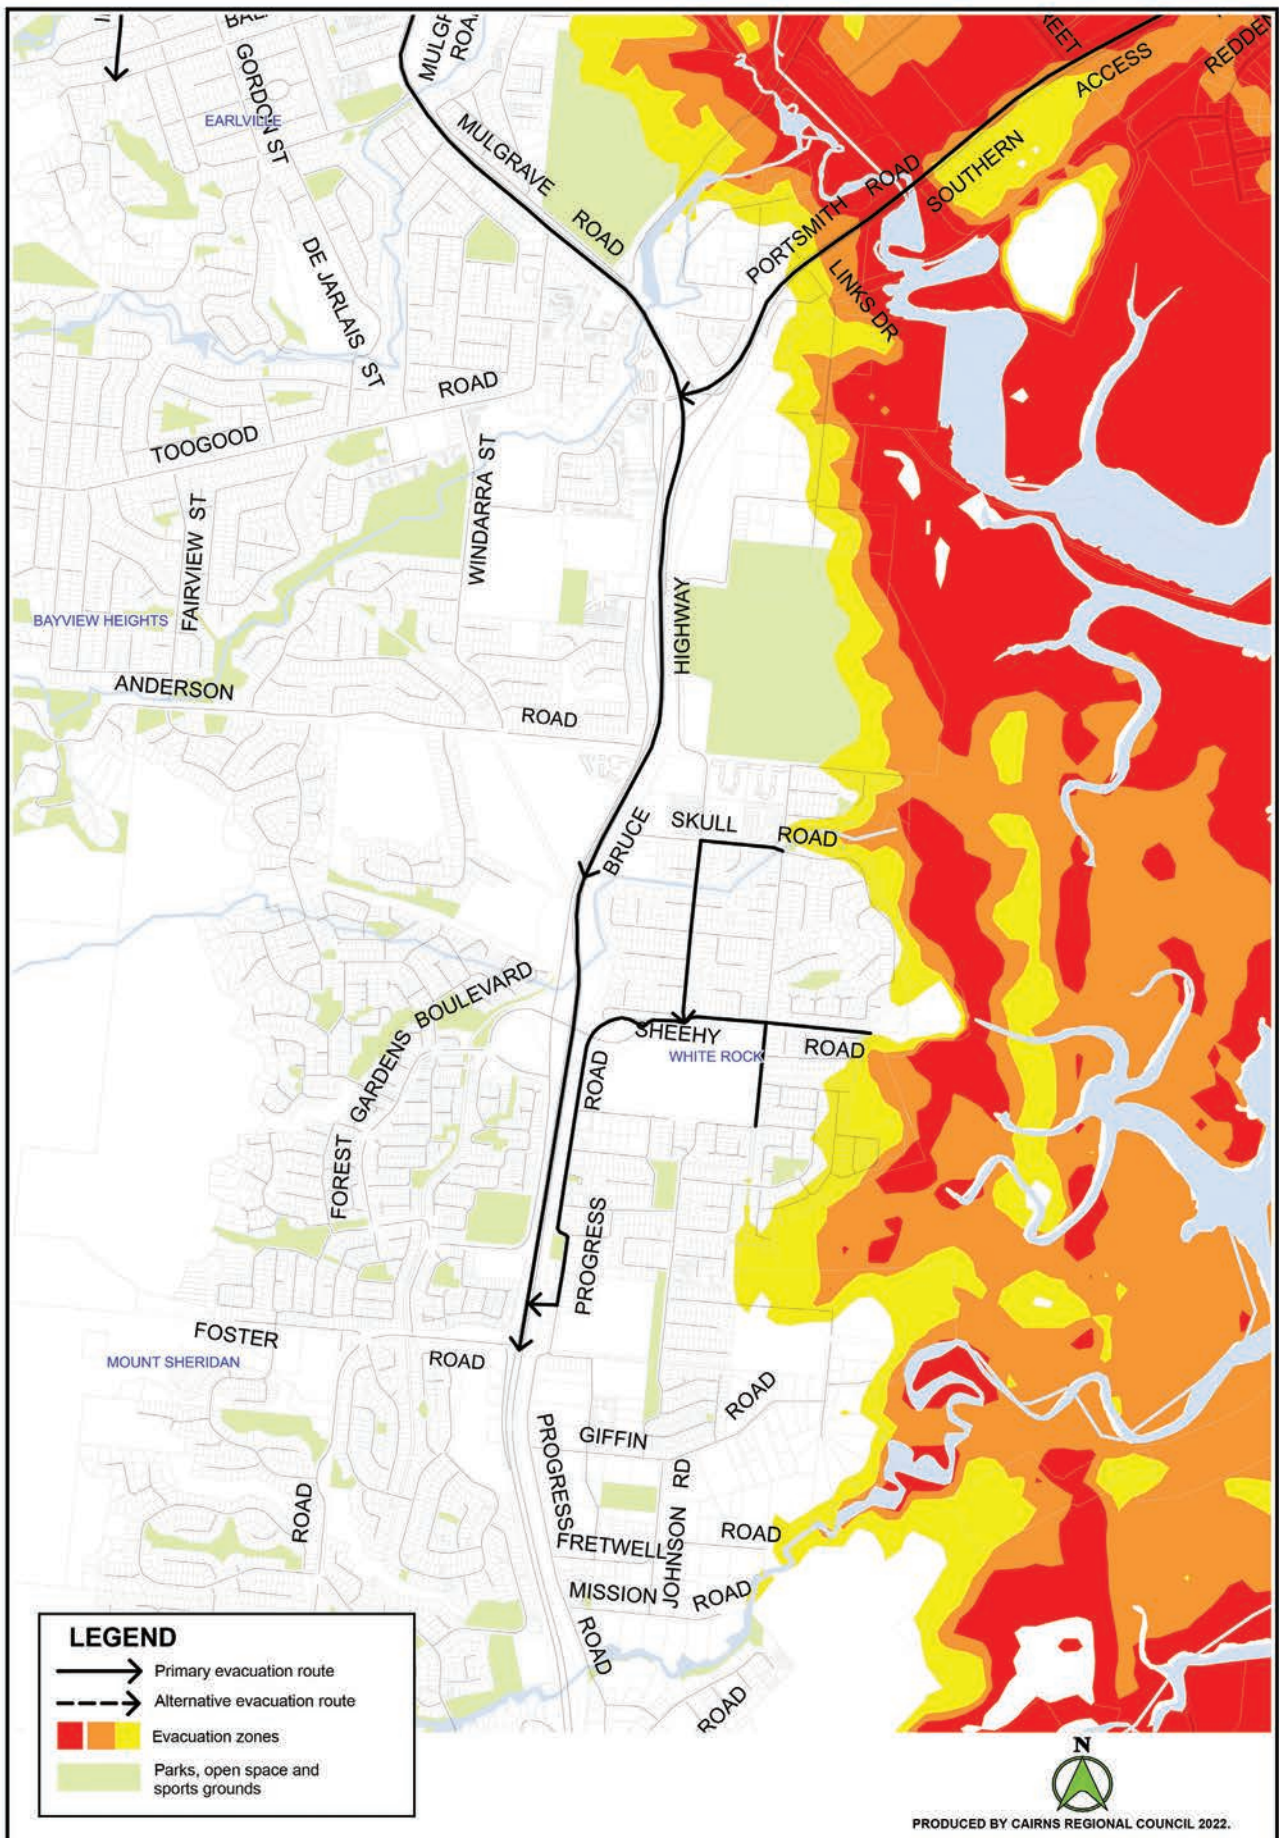 GORDON ST
EARLVILLE
MULGRAVE
ROAD
PORTSMITH
ROAD
SOUTHERN
ACCESS
LINKS DR
DE JARLAIS ST
TOOGOOD
ROAD
FAIRVIEW ST
WINDARRA ST
BAYVIEW HEIGHTS
ANDERSON
ROAD
HIGHWAY
BRUCE
SKULL
ROAD
FOREST
GARDENS
BOULEVARD
SHEEHY
ROAD
WHITE ROCK
ROAD
PROGRESS
FOSTER
ROAD
MOUNT SHERIDAN
ROAD
GIFFIN
ROAD
PROGRESS
ROAD
JOHNSON RD
FRETWELL
ROAD
MISSION
ROAD
ROAD
LEGEND
Primary evacuation route
Alternative evacuation route
Evacuation zones
Parks, open space and
sports grounds
N
PRODUCED BY CAIRNS REGIONAL COUNCIL 2022.